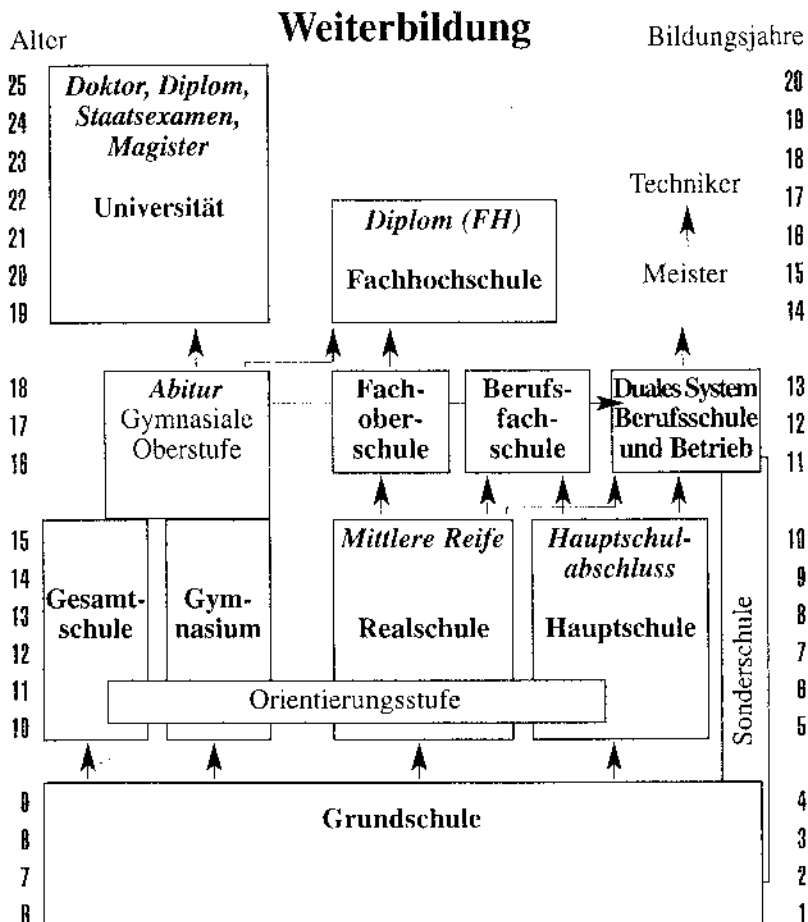 Weiterbildung
Alter
Bildungsjahre
25 Doktor, Diplom, 20
24 Staatsexamen, 19
23 Magister 18
Techniker
22 Universität 17
21 Diplom (FH) 16
20 Fachhochschule Meister 15
19 14
18 Abitur Fach- Berufs- Duales System 13
17 Gymnasiale ober- fach- Berufsschule 12
16 Oberstufe schule schule und Betrieb 11
15 Mittlere Reife Hauptschul- 10
14 abschluss 9
13 Gesamt- Gym- 8
schule nasium Realschule Hauptschule
12 7
11 Orientierungsstufe 6
10 5
Sonderschule
9 4
Grundschule
8 3
7 2
6 1